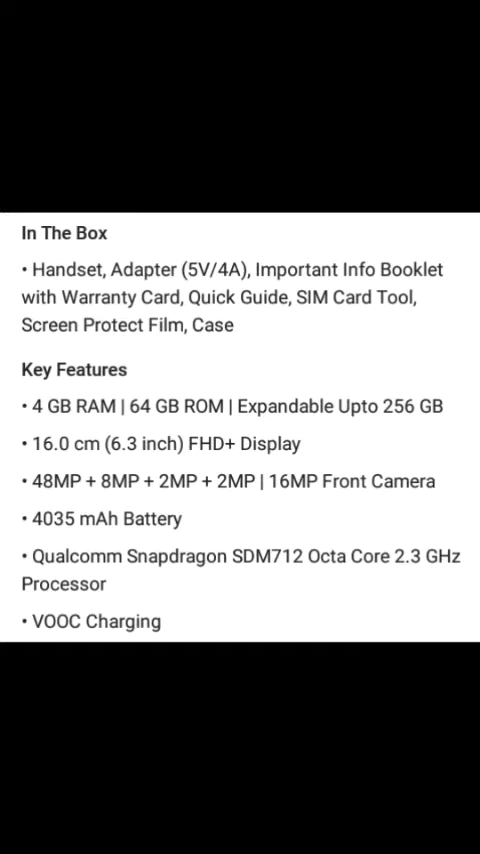 In The Box
• Handset, Adapter (5V/4A), Important Info Booklet
with Warranty Card, Quick Guide, SIM Card Tool,
Screen Protect Film, Case
Key Features
• 4 GB RAM | 64 GB ROM | Expandable Upto 256 GB
• 16.0 cm (6.3 inch) FHD+ Display
• 48MP + 8MP + 2MP + 2MP | 16MP Front Camera
• 4035 mAh Battery
• Qualcomm Snapdragon SDM712 Octa Core 2.3 GHz
Processor
• VOOC Charging